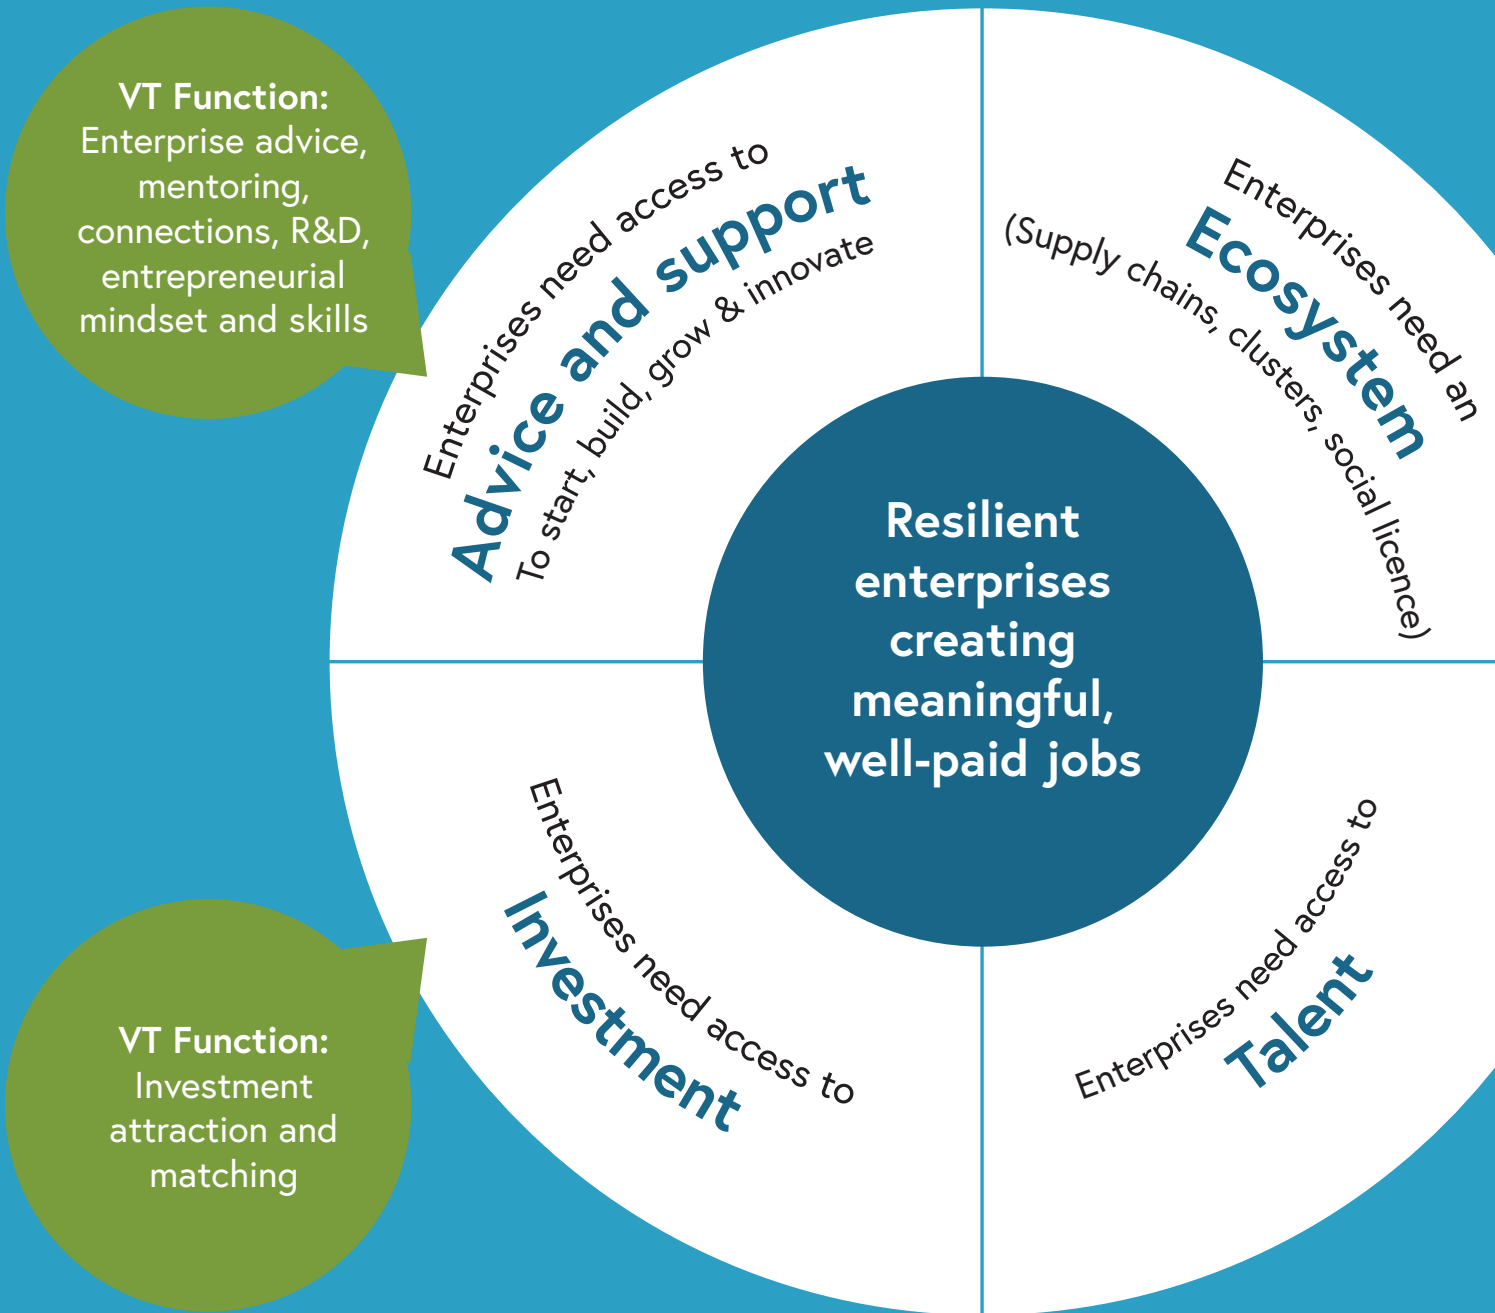 VT Function:
Enterprise advice,
mentoring,
connections, R&D,
entrepreneurial
mindset and skills
Enterprises need access to
Advice and support
To start, build, grow & innovate
Enterprises need an
Ecosystem
(Supply chains, clusters, social licence)
Resilient
enterprises
creating
meaningful,
well-paid jobs
VT Function:
Investment
attraction and
matching
Enterprises need access to
Investment
Enterprises need access to
Talent